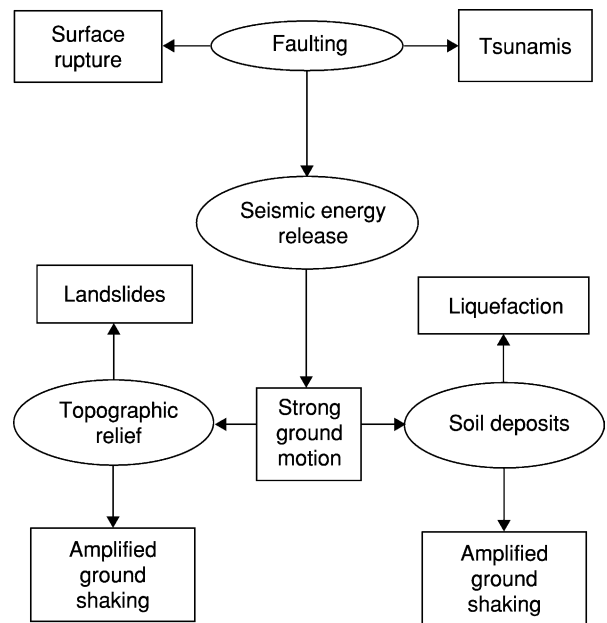 Surface
rupture
Faulting
Tsunamis
Seismic energy
release
Landslides
Liquefaction
Topographic
relief
Strong
ground
motion
Soil deposits
Amplified
ground
shaking
Amplified
ground
shaking